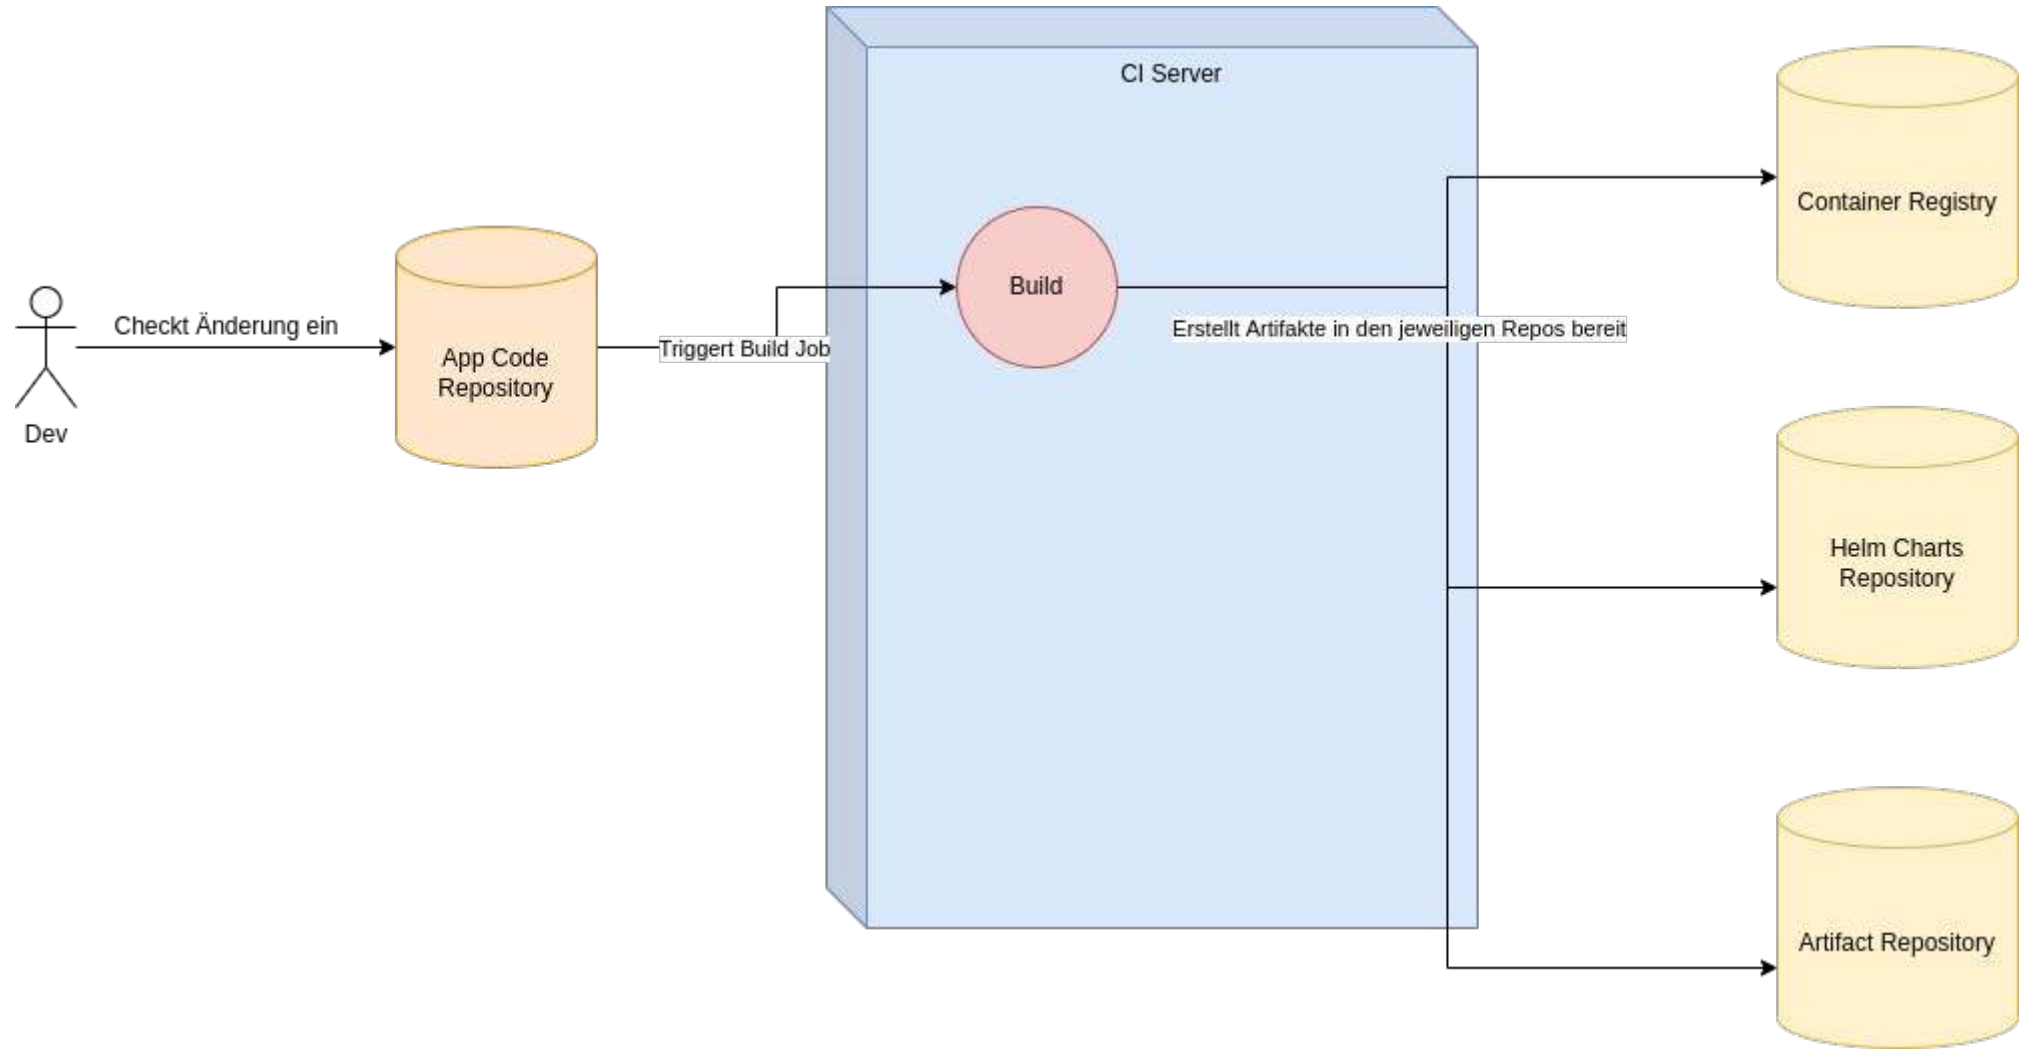 CI Server
Container Registry
Build
Checkt Änderung ein
Erstellt Artifakte in den jeweiligen Repos bereit
Triggert Build Job
App Code
Repository
Dev
Helm Charts
Repository
Artifact Repository